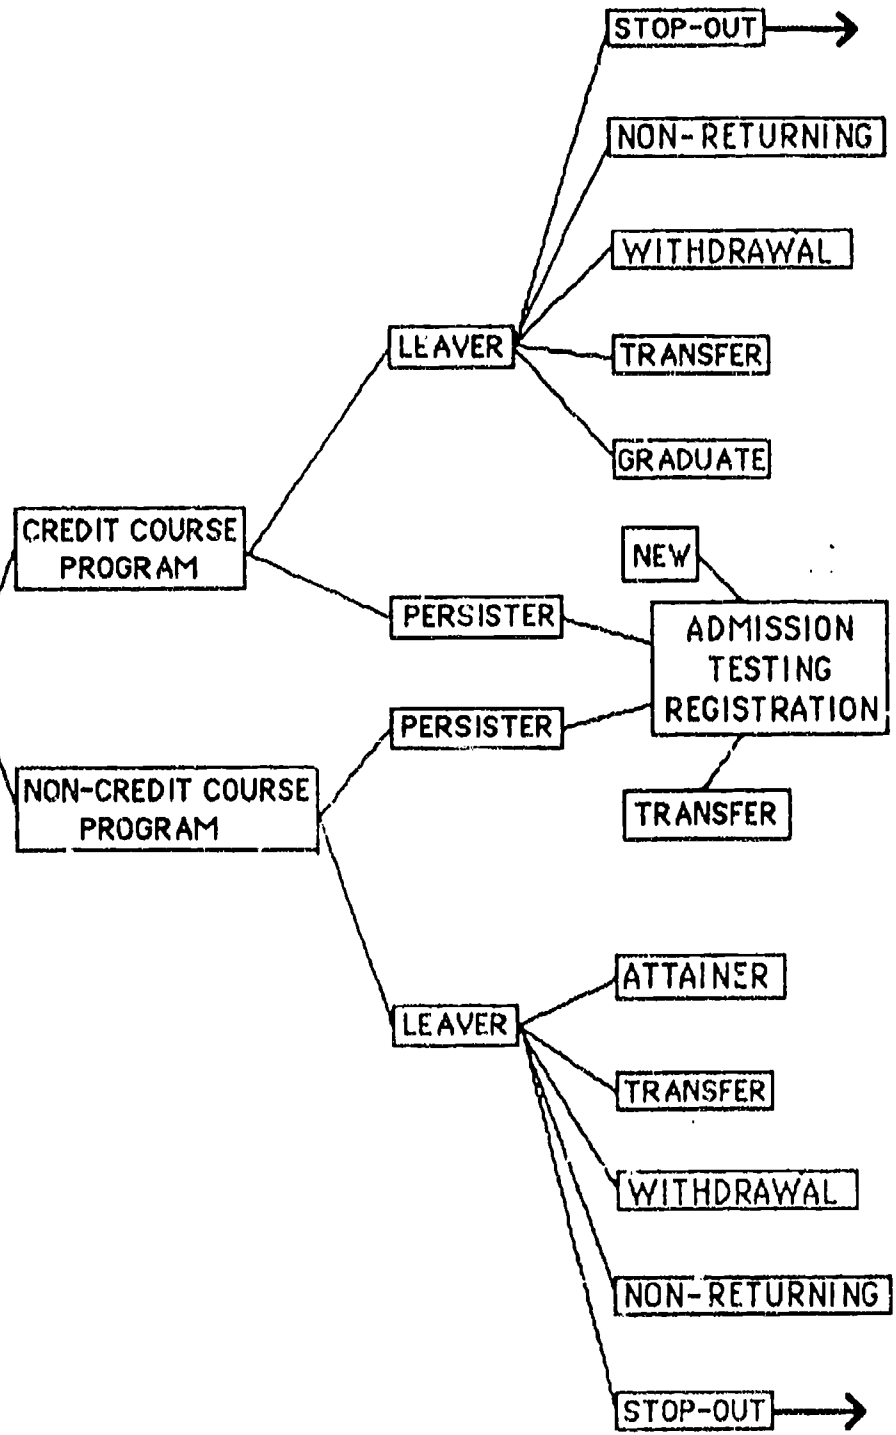 STOP-OUT
NON-RETURNING
WITHDRAWAL
LEAVER
TRANSFER
GRADUATE
CREDIT COURSE
PROGRAM
NEW
PERSISTER
ADMISSION
TESTING
REGISTRATION
PERSISTER
NON-CREDIT COURSE
PROGRAM
TRANSFER
ATTAINER
LEAVER
TRANSFER
WITHDRAWAL
NON-RETURNING
STOP-OUT